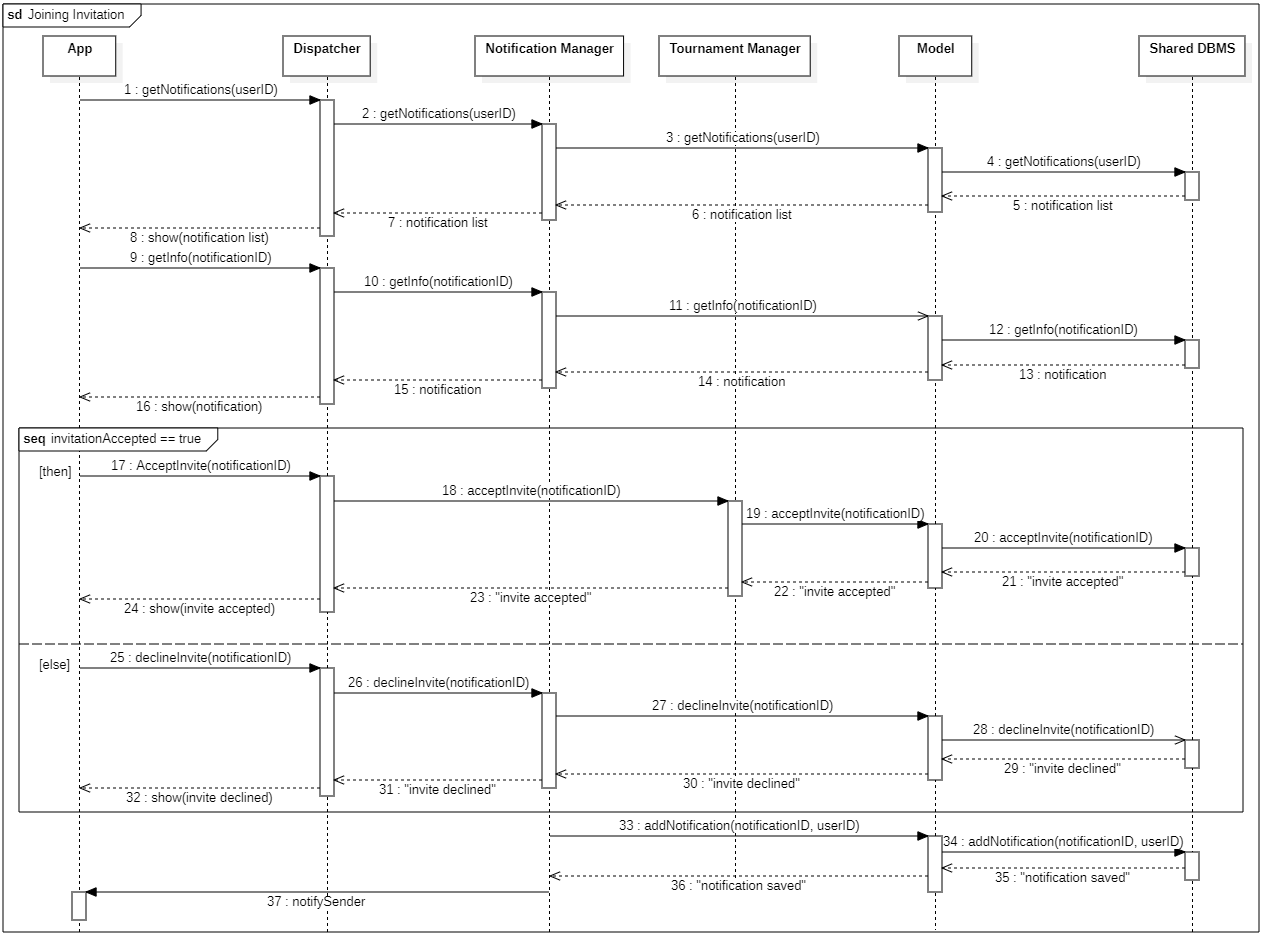 sd Joining Invitation
App
Dispatcher
Notification Manager
Tournament Manager
Model
Shared DBMS
1 : getNotifications(userID)
2 : getNotifications(userID)
3 : getNotifications(userID)
4 : getNotifications(userID)
5 : notification list
6 : notification list
7 : notification list
8 : show(notification list)
9 : getInfo(notificationID)
10 : getInfo(notificationID)
11 : getInfo(notificationID)
12 : getInfo(notificationID)
13 : notification
14 : notification
15 : notification
16 : show(notification)
seq invitationAccepted == true
[then]
17 : AcceptInvite(notificationID)
18 : acceptInvite(notificationID)
19 : acceptInvite(notificationID)
20 : acceptInvite(notificationID)
21 : "invite accepted"
22 : "invite accepted"
23 : "invite accepted"
24 : show(invite accepted)
[else]
25 : declineInvite(notificationID)
26 : declineInvite(notificationID)
27 : declineInvite(notificationID)
28 : declineInvite(notificationID)
29 : "invite declined"
30 : "invite declined"
31 : "invite declined"
32 : show(invite declined)
33 : addNotification(notificationID, userID)
34 : addNotification(notificationID, userID)
35 : "notification saved"
36 : "notification saved"
37 : notifySender